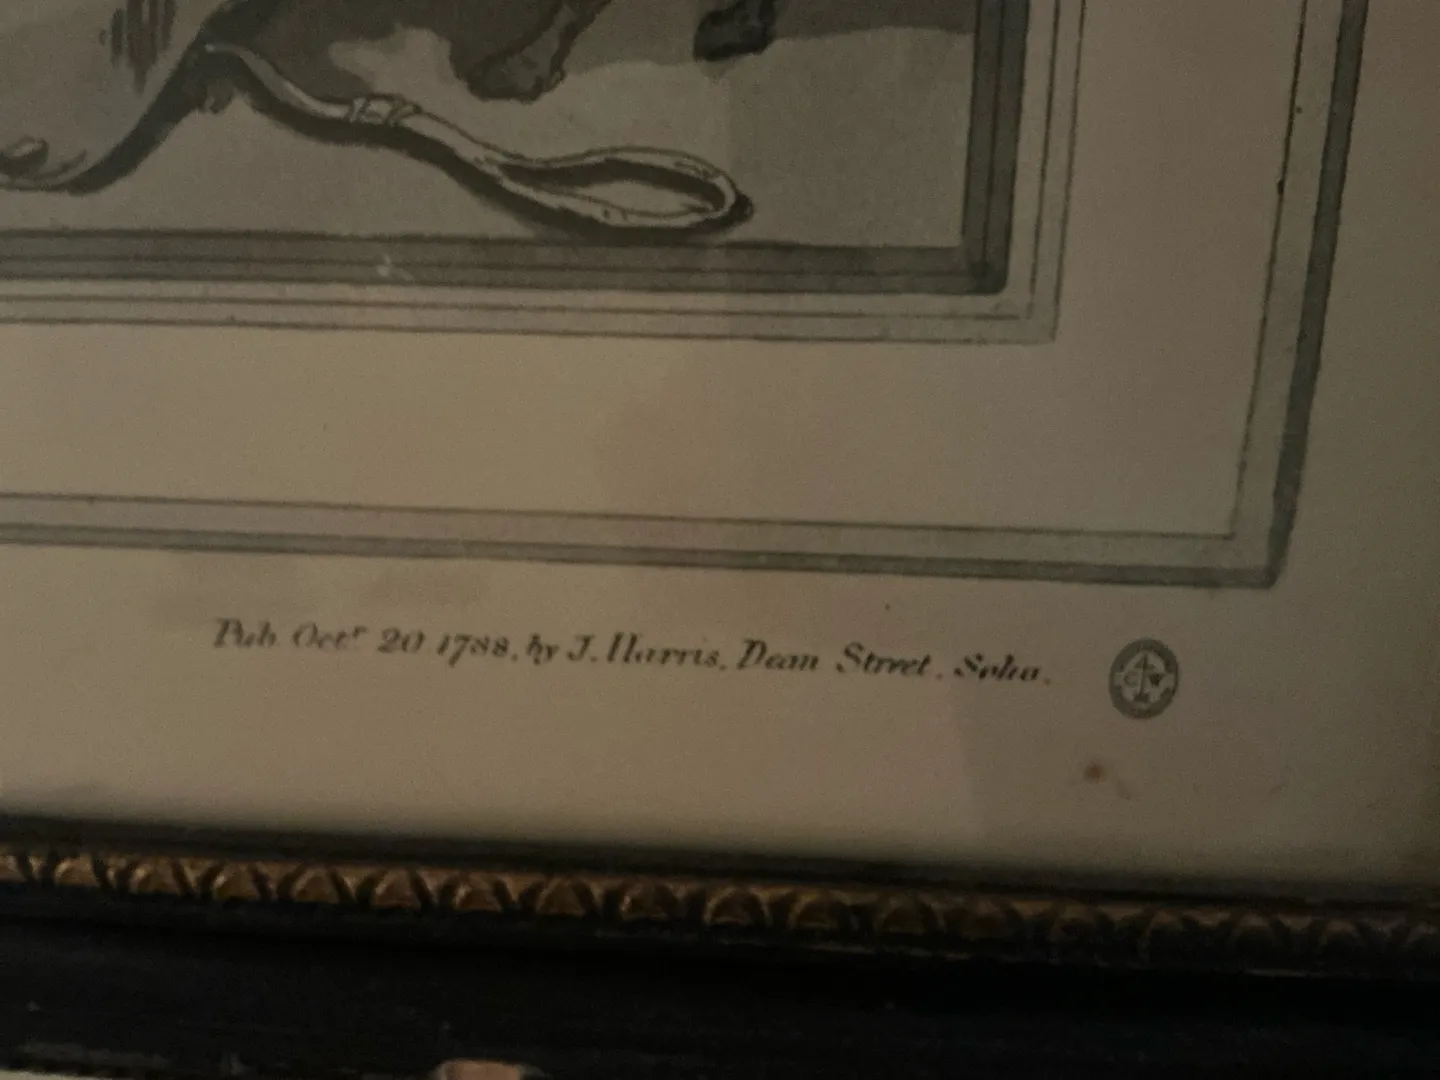 Pub. Octr. 20 1788, by J. Harris, Dean Street, Soho.
C W